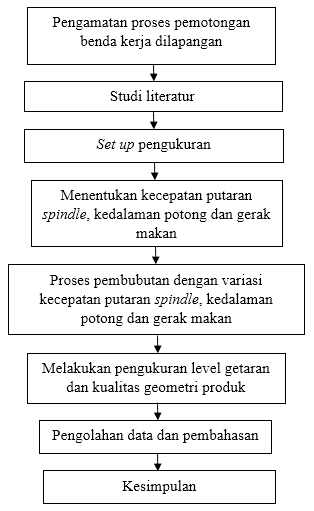 Pengamatan proses pemotongan
benda kerja dilapangan
Studi literatur
Set up pengukuran
Menentukan kecepatan putaran
spindle, kedalaman potong dan gerak
makan
Proses pembubutan dengan variasi
kecepatan putaran spindle, kedalaman
potong dan gerak makan
Melakukan pengukuran level getaran
dan kualitas geometri produk
Pengolahan data dan pembahasan
Kesimpulan